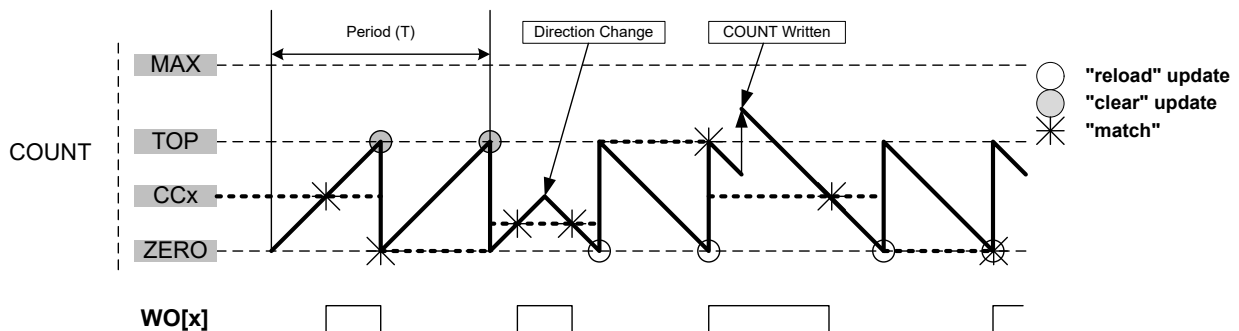 Period (T)
Direction Change
COUNT Written
MAX
"reload" update
"clear" update
TOP
"match"
COUNT
CCx
ZERO
WO[x]